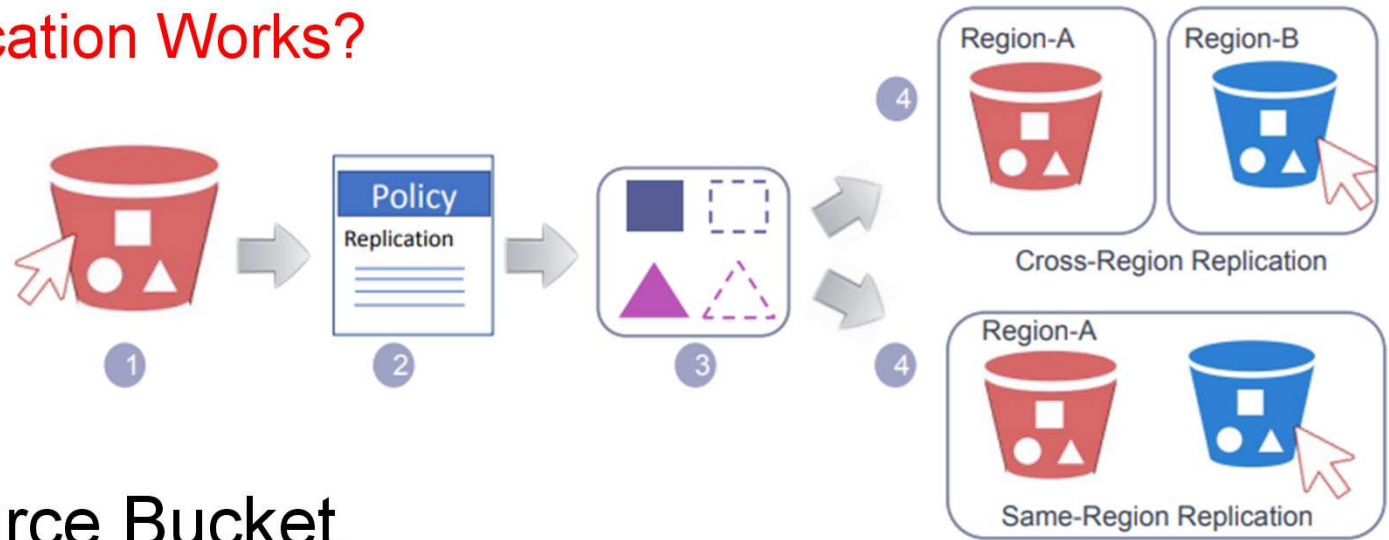 cation Works?
Region-A
Region-B
4
Policy
Replication
Cross-Region Replication
1
2
3
4
Region-A
Same-Region Replication
rce Bucket